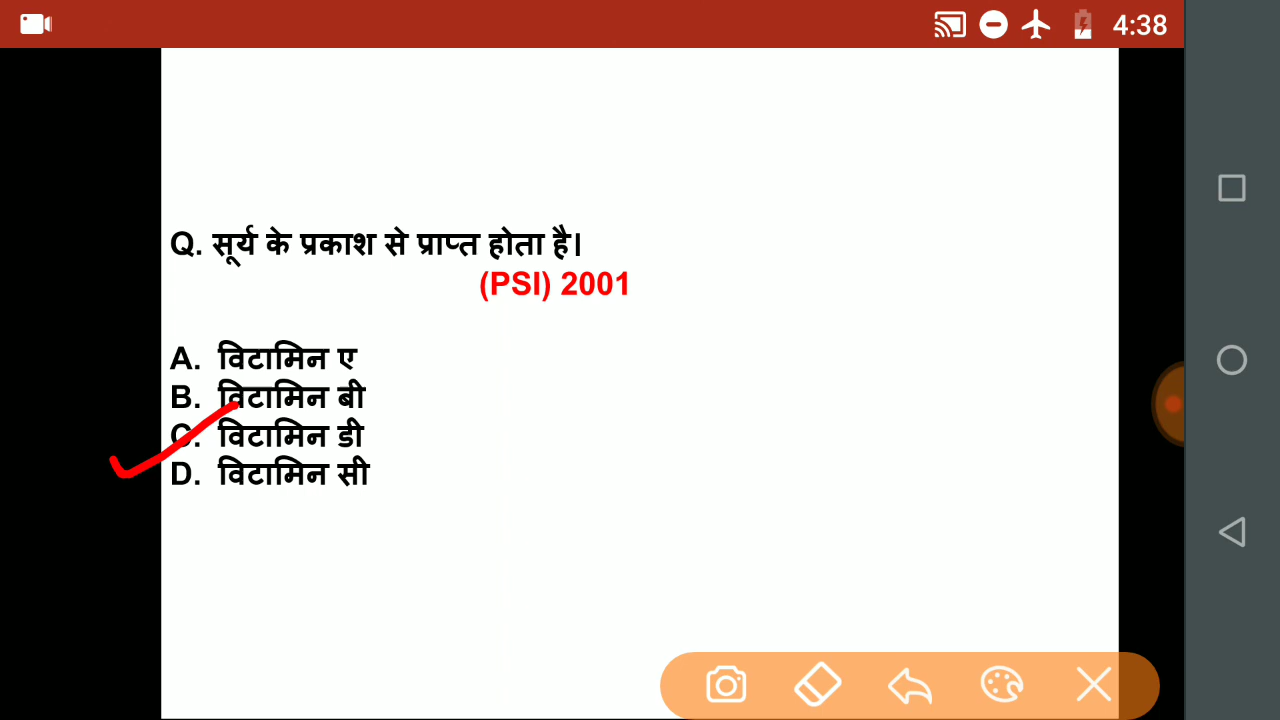 4:38
Q. सूर्य के प्रकाश से प्राप्त होता है।
(PSI) 2001
A. विटामिन ए
B. विटामिन बी
C. विटामिन डी
D. विटामिन सी